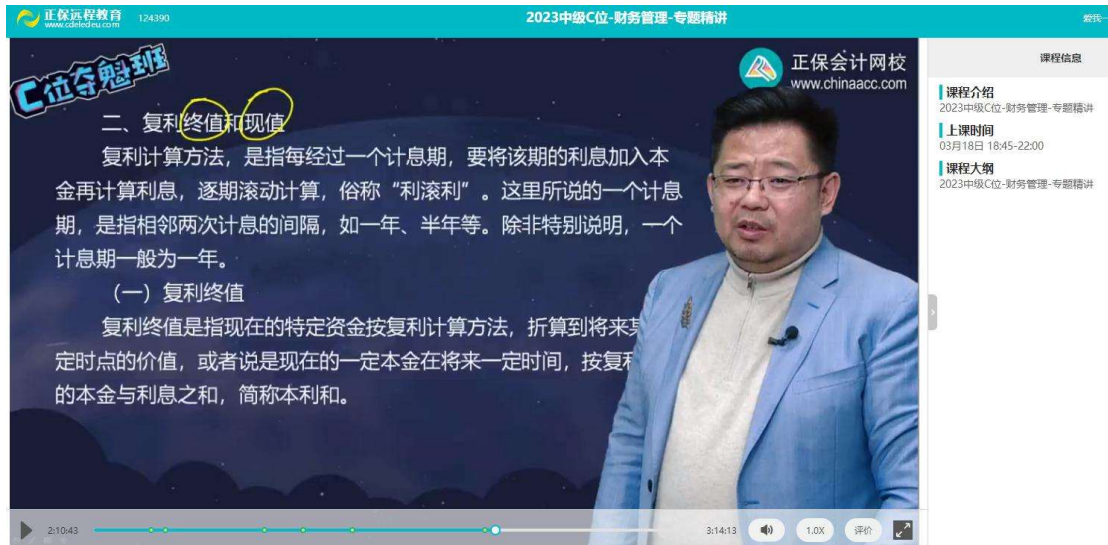 正保远程教育
www.cdeledu.com
124390
2023中级C位-财务管理-专题精讲
爱我一
C位夺魁班
正保会计网校
www.chinaacc.com
二、复利终值和现值
复利计算方法，是指每经过一个计息期，要将该期的利息加入本
金再计算利息，逐期滚动计算，俗称“利滚利”。这里所说的一个计息
期，是指相邻两次计息的间隔，如一年、半年等。除非特别说明，一个
计息期一般为一年。
（一）复利终值
复利终值是指现在的特定资金按复利计算方法，折算到将来某
定时点的价值，或者说是现在的一定本金在将来一定时间，按复利
的本金与利息之和，简称本利和。
课程信息
课程介绍
2023中级C位-财务管理-专题精讲
上课时间
03月18日 18:45-22:00
课程大纲
2023中级C位-财务管理-专题精讲
2:10:43
3:14:13
1.0X
评价